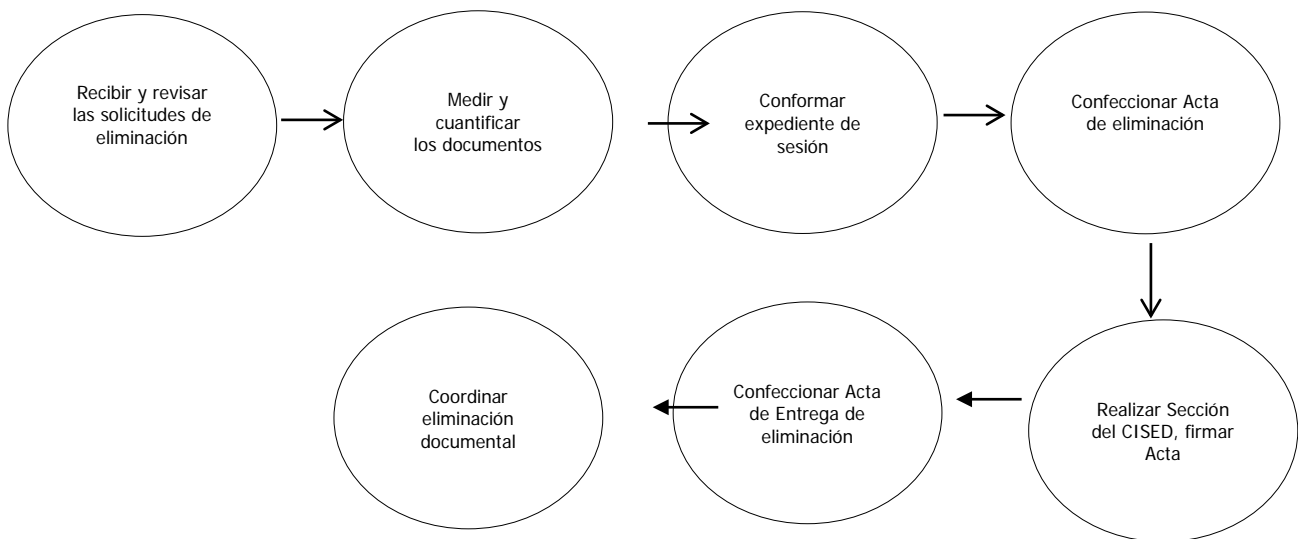 Recibir y revisar
las solicitudes de
eliminación
Medir y
cuantificar
los documentos
Conformar
expediente de
sesión
Confeccionar Acta
de eliminación
Realizar Sección
del CISED, firmar
Acta
Confeccionar Acta
de Entrega de
eliminación
Coordinar
eliminación
documental